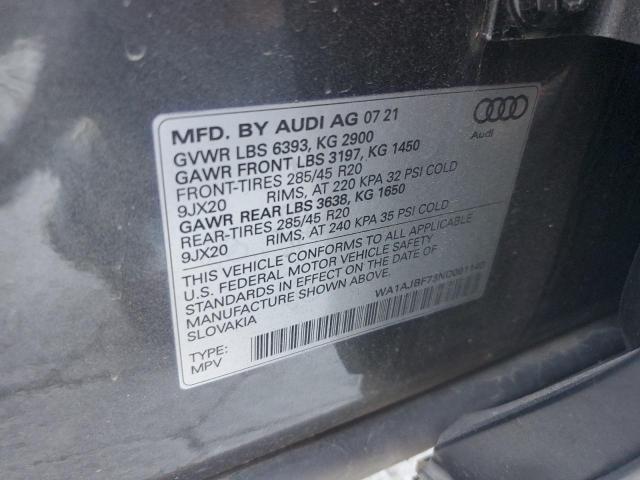 MFD. BY AUDI AG 07 21
GVWR LBS 6393, KG 2900
GAWR FRONT LBS 3197, KG 1450
FRONT-TIRES 285/45 R20
9JX20 RIMS, AT 220 KPA 32 PSI COLD
GAWR REAR LBS 3638, KG 1650
REAR-TIRES 285/45 R20
9JX20 RIMS, AT 240 KPA 35 PSI COLD
THIS VEHICLE CONFORMS TO ALL APPLICABLE
U.S. FEDERAL MOTOR VEHICLE SAFETY
STANDARDS IN EFFECT ON THE DATE OF
MANUFACTURE SHOWN ABOVE.
SLOVAKIA
TYPE:
MPV
Audi